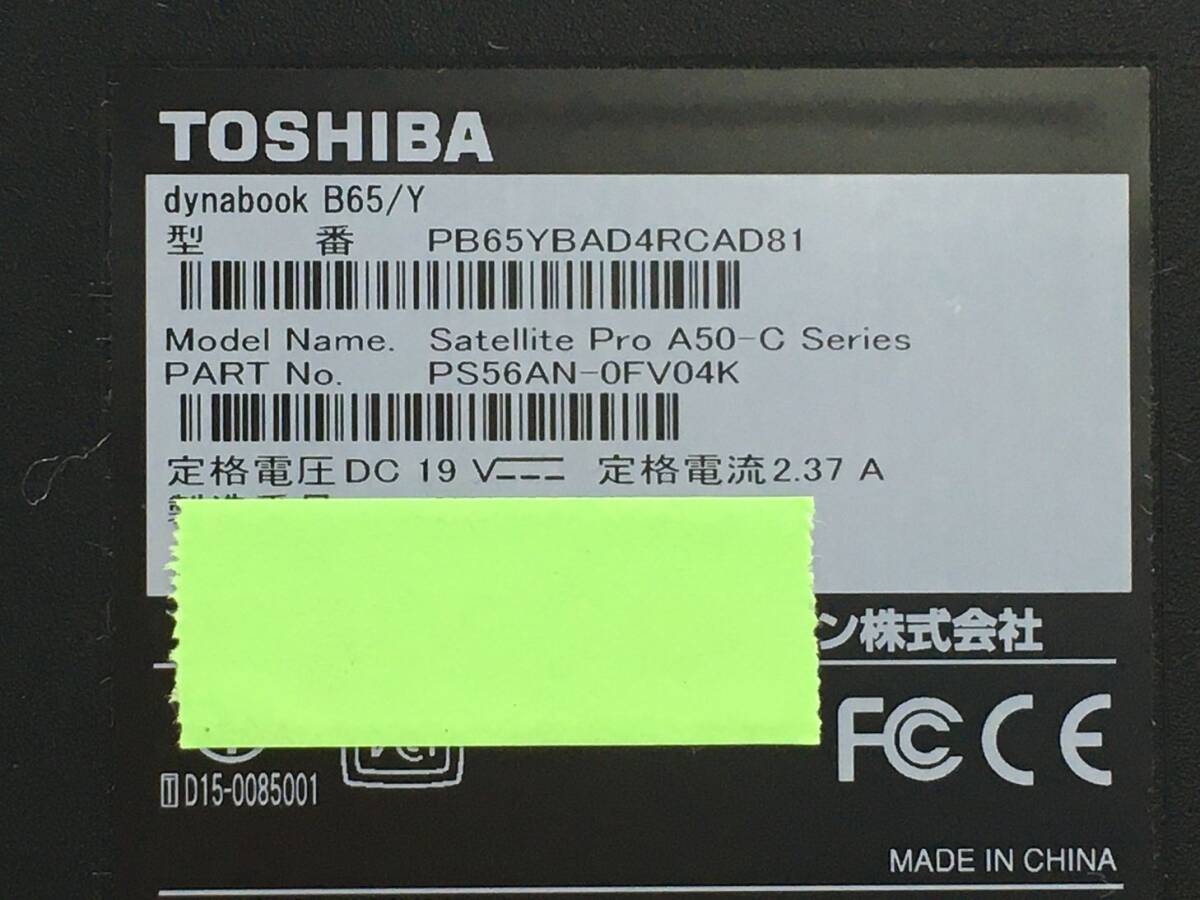 TOSHIBA
dynabook B65/Y
型 番 PB65YBAD4RCAD81
Model Name. Satellite Pro A50-C Series
PART No. PS56AN-0FV04K
定格電圧 DC 19 V 定格電流 2.37 A
ン株式会社
FC CE
T D15-0085001
MADE IN CHINA